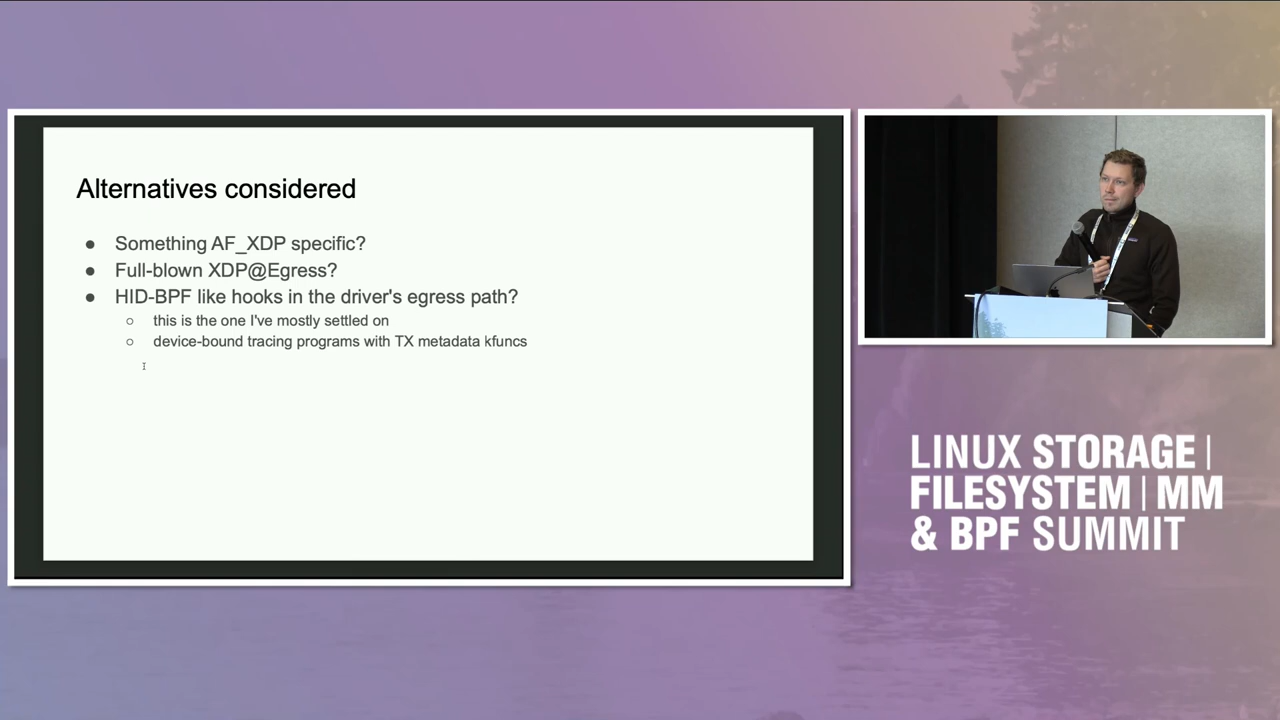 Alternatives considered
● Something AF_XDP specific?
● Full-blown XDP@Egress?
● HID-BPF like hooks in the driver's egress path?
○ this is the one I've mostly settled on
○ device-bound tracing programs with TX metadata kfuncs
LINUX STORAGE |
FILESYSTEM | MM
& BPF SUMMIT